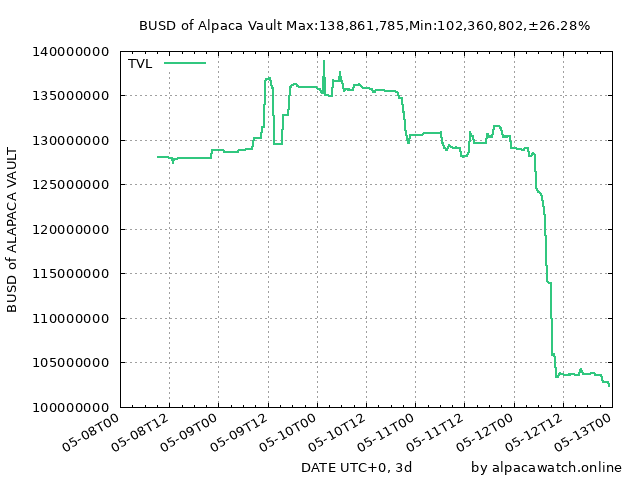 BUSD of Alpaca Vault Max:138,861,785,Min:102,360,802,±26.28%
TVL
140000000
135000000
130000000
125000000
120000000
115000000
110000000
105000000
100000000
BUSD of ALAPACA VAULT
05-08T00
05-08T12
05-09T00
05-09T12
05-10T00
05-10T12
05-11T00
05-11T12
05-12T00
05-12T12
05-13T00
DATE UTC+0, 3d
by alpacawatch.online